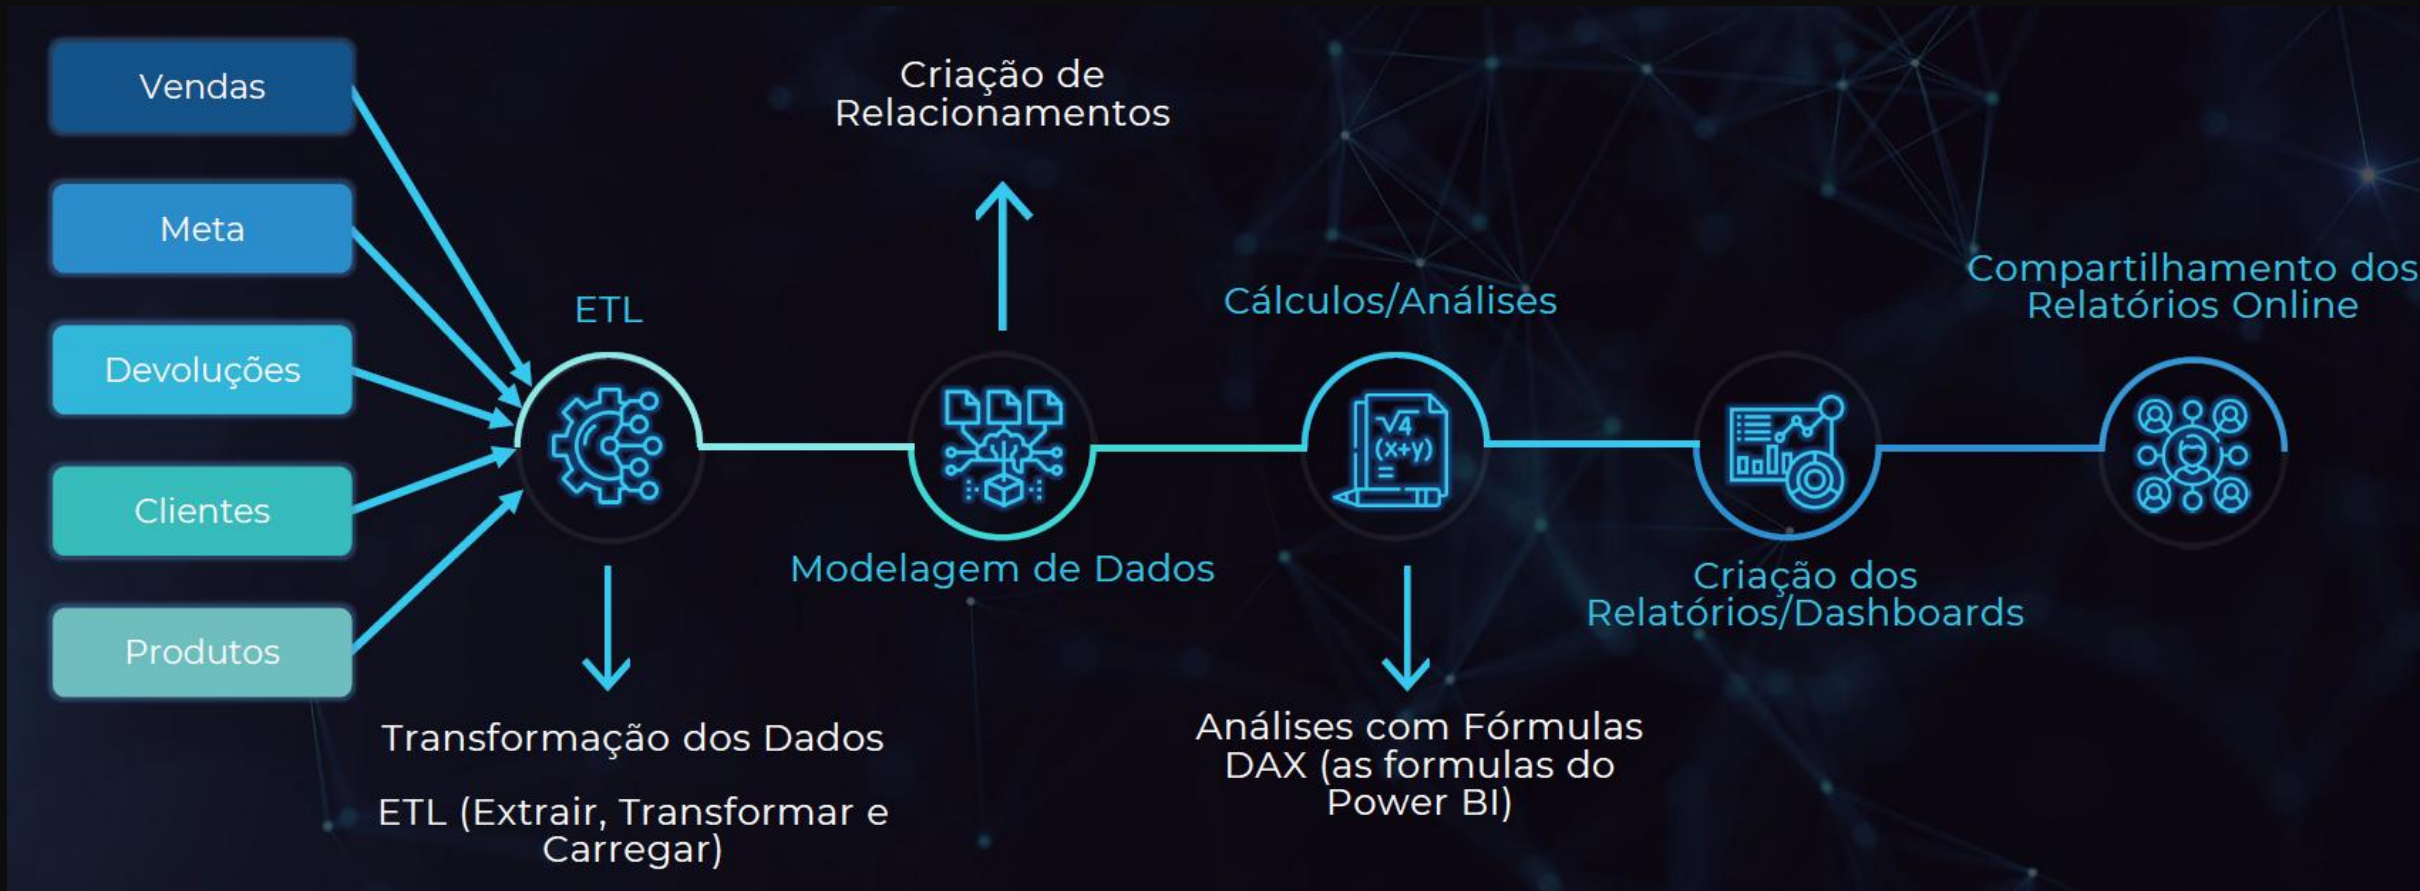 Vendas
Meta
Devoluções
Clientes
Produtos
ETL
Transformação dos Dados
ETL (Extrair, Transformar e
Carregar)
Criação de
Relacionamentos
Modelagem de Dados
Cálculos/Análises
√4
(x+y)
=
Análises com Fórmulas
DAX (as formulas do
Power BI)
Criação dos
Relatórios/Dashboards
Compartilhamento dos
Relatórios Online